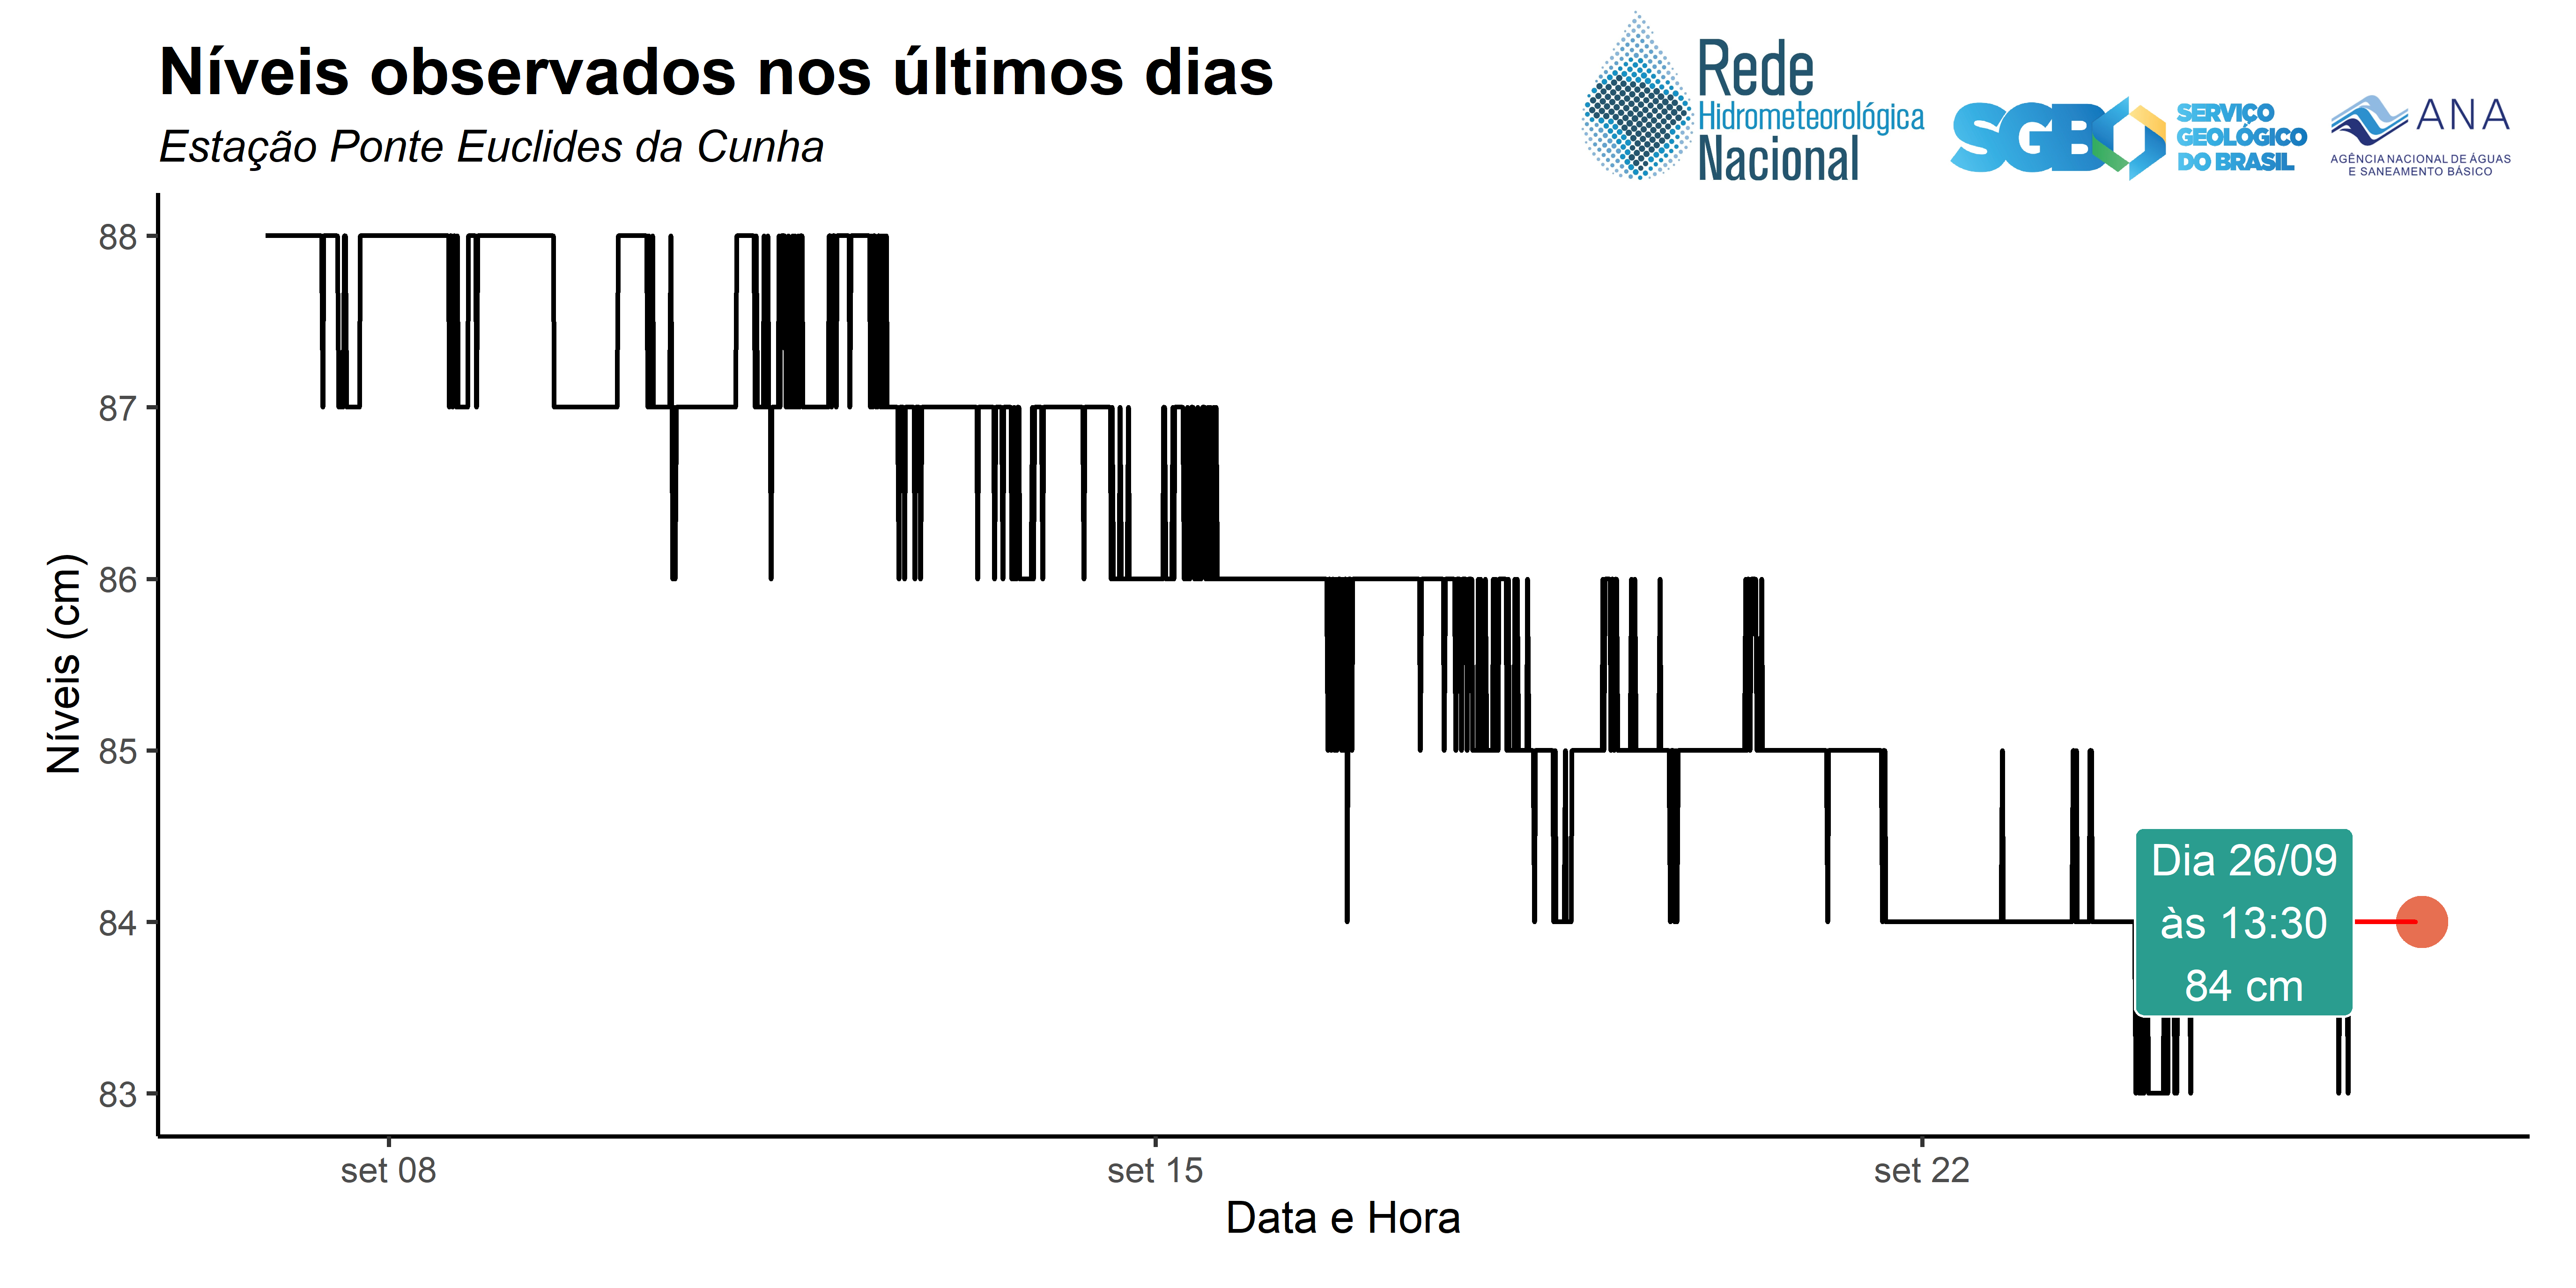 Níveis observados nos últimos dias
Estação Ponte Euclides da Cunha
Rede
Hidrometeorológica
Nacional
SGB
SERVIÇO
GEOLÓGICO
DO BRASIL
ANA
AGÊNCIA NACIONAL DE ÁGUAS
E SANEAMENTO BÁSICO
Níveis (cm)
88
87
86
85
84
83
Dia 26/09
às 13:30
84 cm
set 08
set 15
set 22
Data e Hora